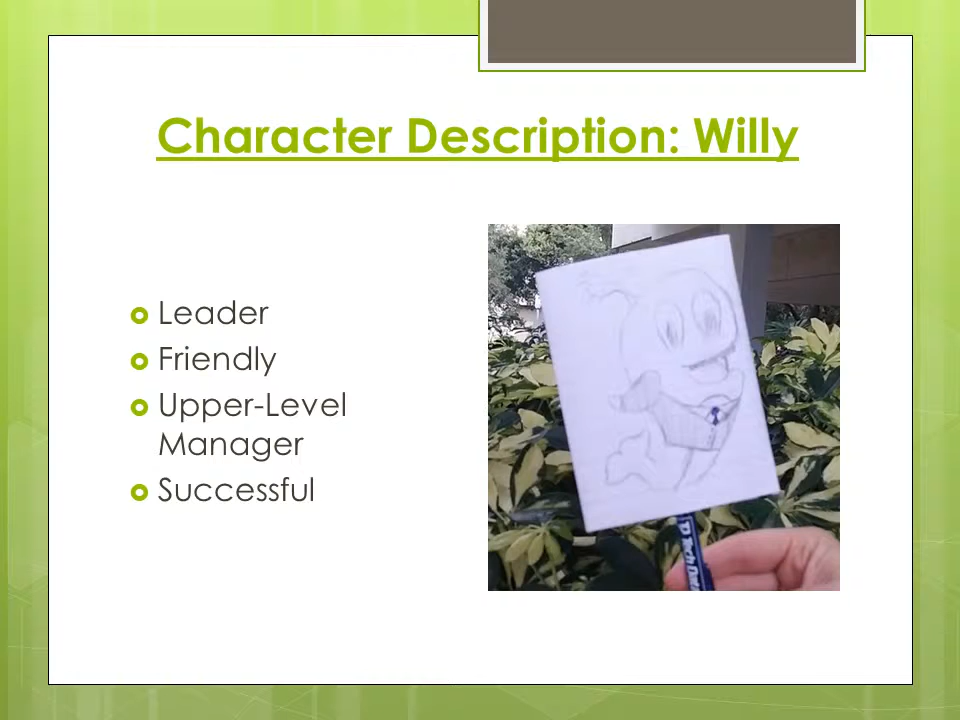 Character Description: Willy
Leader
Friendly
Upper-Level
Manager
Successful